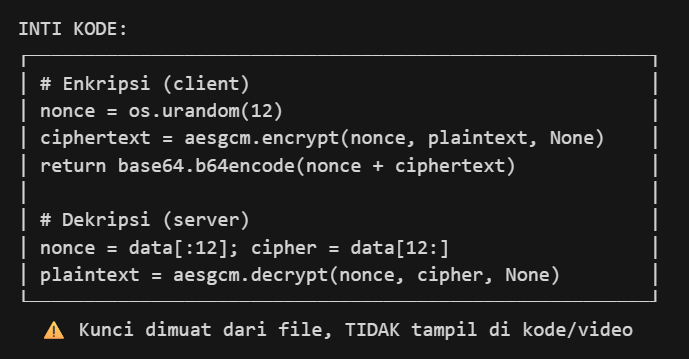 INTI KODE:
# Enkripsi (client)
nonce = os.urandom(12)
ciphertext = aesgcm.encrypt(nonce, plaintext, None)
return base64.b64encode(nonce + ciphertext)
# Dekripsi (server)
nonce = data[:12]; cipher = data[12:]
plaintext = aesgcm.decrypt(nonce, cipher, None)
⚠️ Kunci dimuat dari file, TIDAK tampil di kode/video